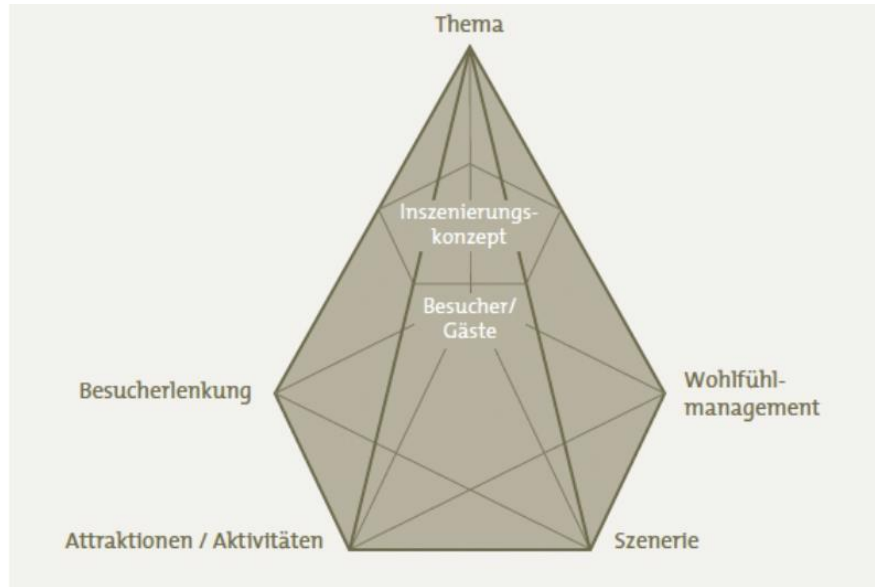 Thema
Inszenierungs-
konzept
Besucher/
Gäste
Besucherlenkung
Wohlfühl-
management
Attraktionen / Aktivitäten
Szenerie